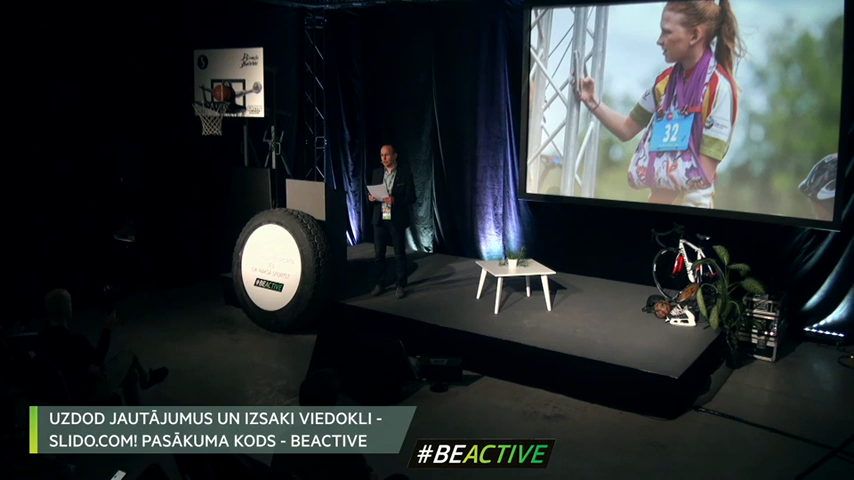 32
#BEACTIVE
UZDOD JAUTĀJUMUS UN IZSAKI VIEDOKLI -
SLIDO.COM! PASĀKUMA KODS - BEACTIVE
#BEACTIVE